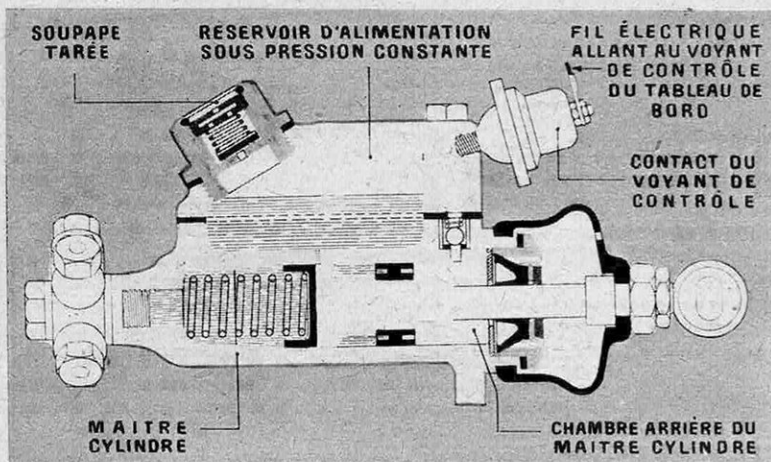 SOUPAPE
TARÉE
RESERVOIR D'ALIMENTATION
SOUS PRESSION CONSTANTE
FIL ÉLECTRIQUE
ALLANT AU VOYANT
DE CONTRÔLE
DU TABLEAU DE
BORD
CONTACT DU
VOYANT DE
CONTRÔLE
MAITRE
CYLINDRE
CHAMBRE ARRIÈRE DU
MAITRE CYLINDRE